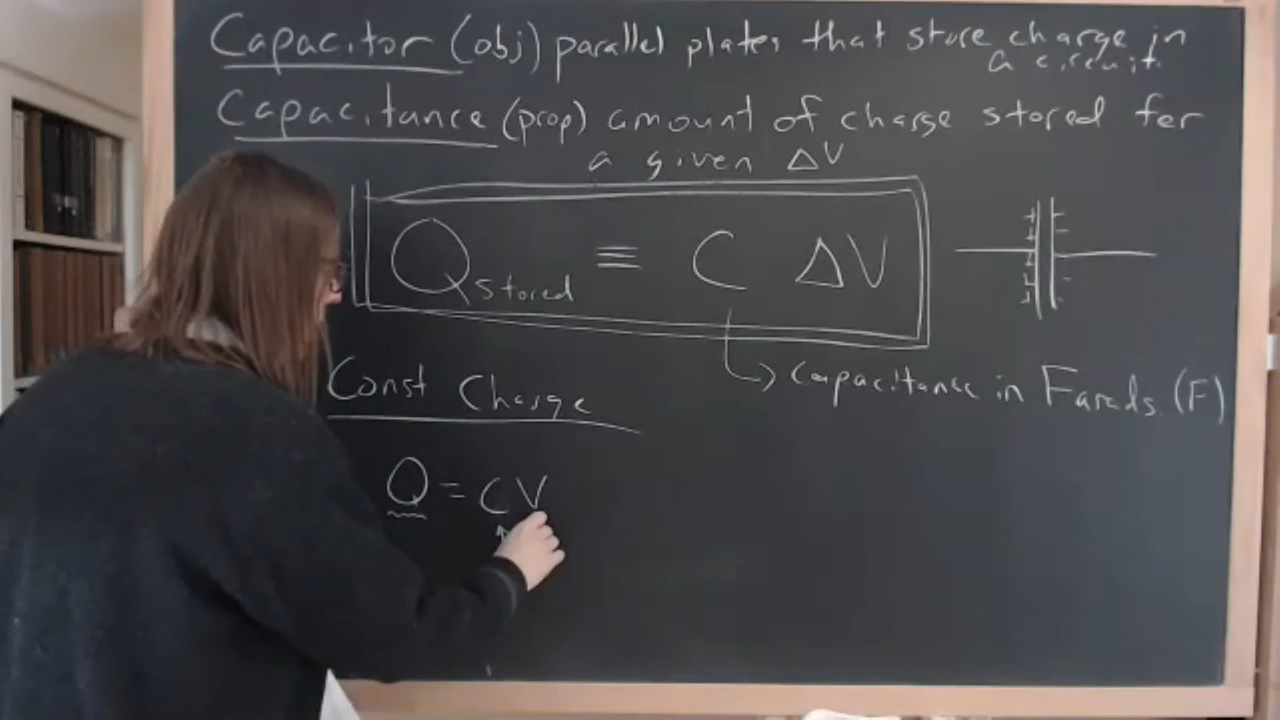 Capacitor (obj) parallel plates that store charge in
a circuit.
Capacitance (prop) amount of charge stored for
a given ΔV
Q stored ≡ C ΔV
↳ Capacitance in Farads. (F)
Const Charge
Q = CV